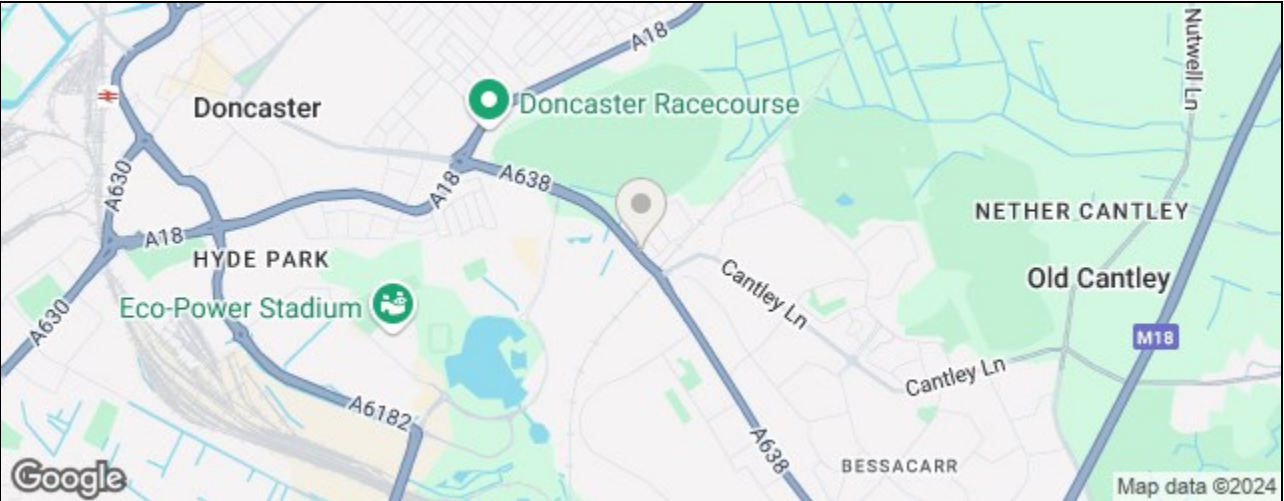 A18
Nutwell Ln
Doncaster
Doncaster Racecourse
A630
A18
A638
A18
NETHER CANTLEY
HYDE PARK
Cantley Ln
Old Cantley
Eco-Power Stadium
A630
M18
Cantley Ln
A6182
A638
BESSACARR
Google
Map data ©2024